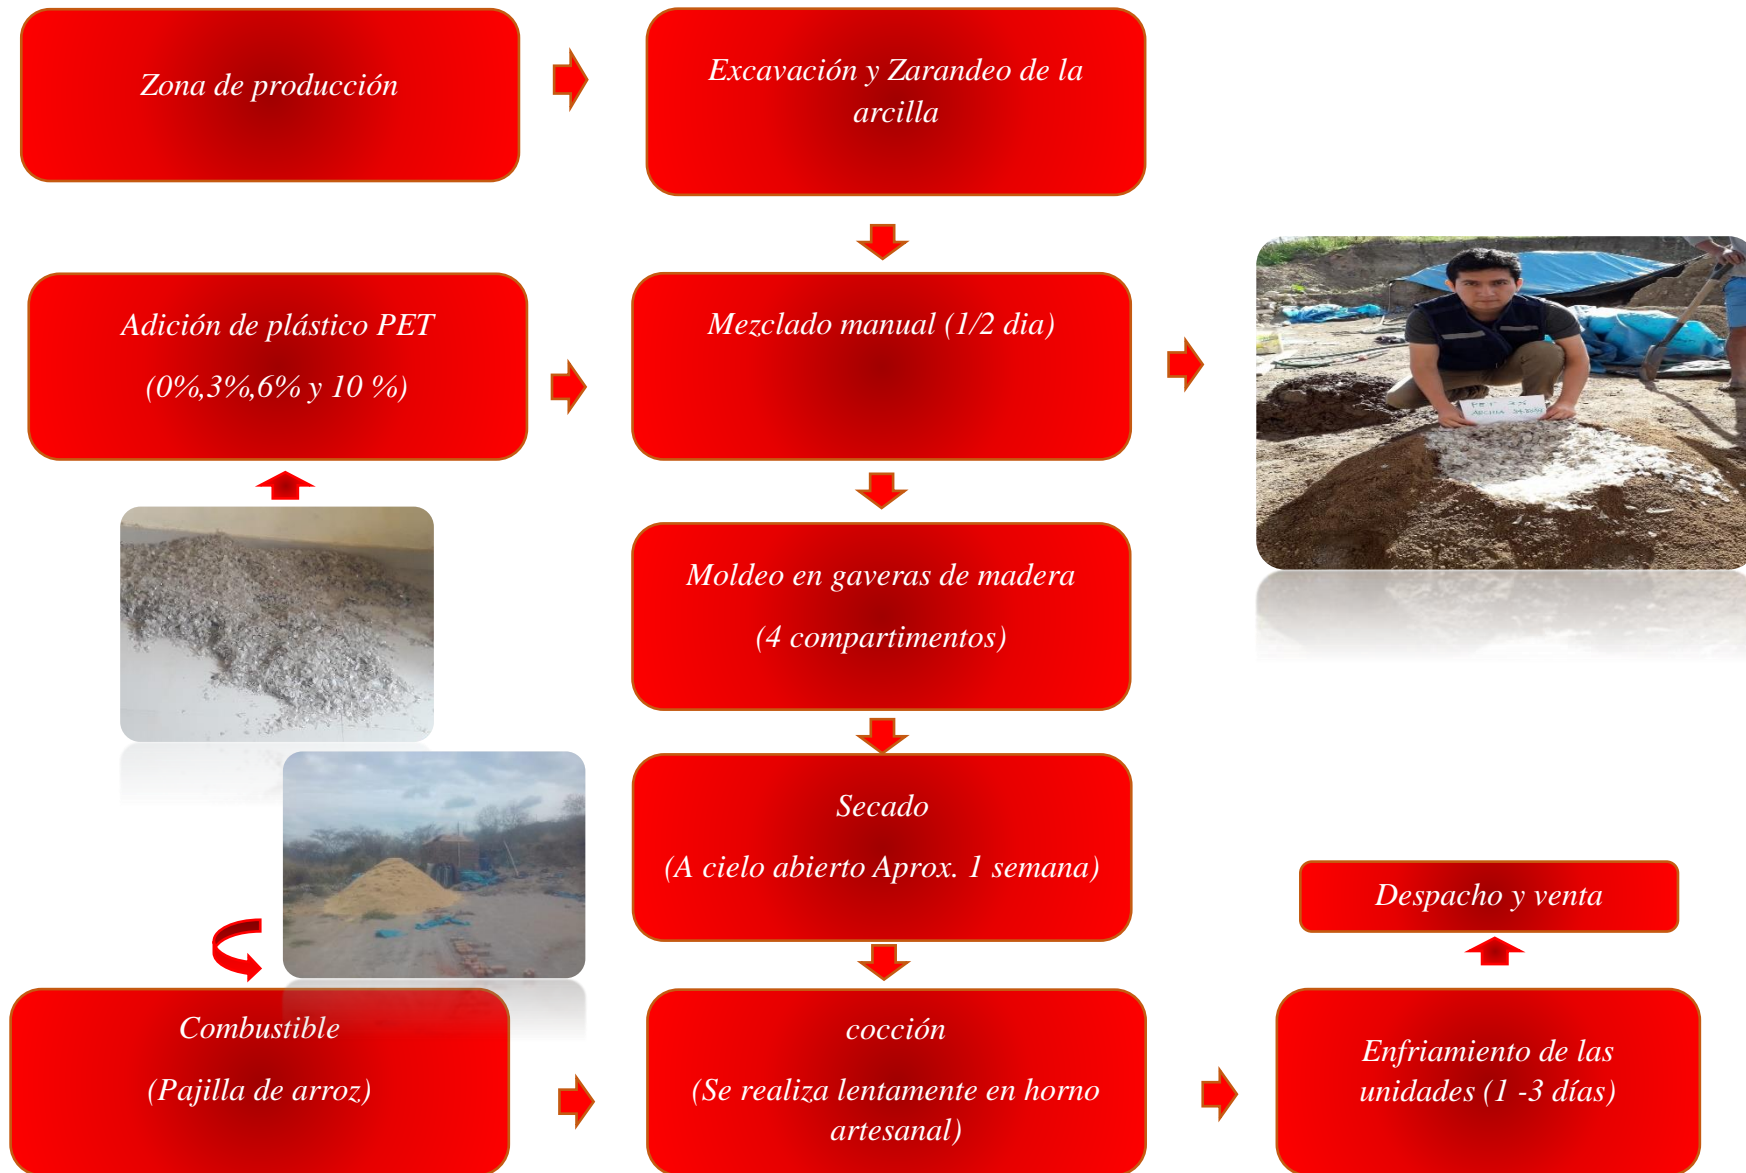 Zona de producción
Excavación y Zarandeo de la
arcilla
Adición de plástico PET
(0%,3%,6% y 10 %)
Mezclado manual (1/2 dia)
Moldeo en gaveras de madera
(4 compartimentos)
Secado
(A cielo abierto Aprox. 1 semana)
Despacho y venta
Combustible
(Pajilla de arroz)
cocción
(Se realiza lentamente en horno
artesanal)
Enfriamiento de las
unidades (1 -3 días)